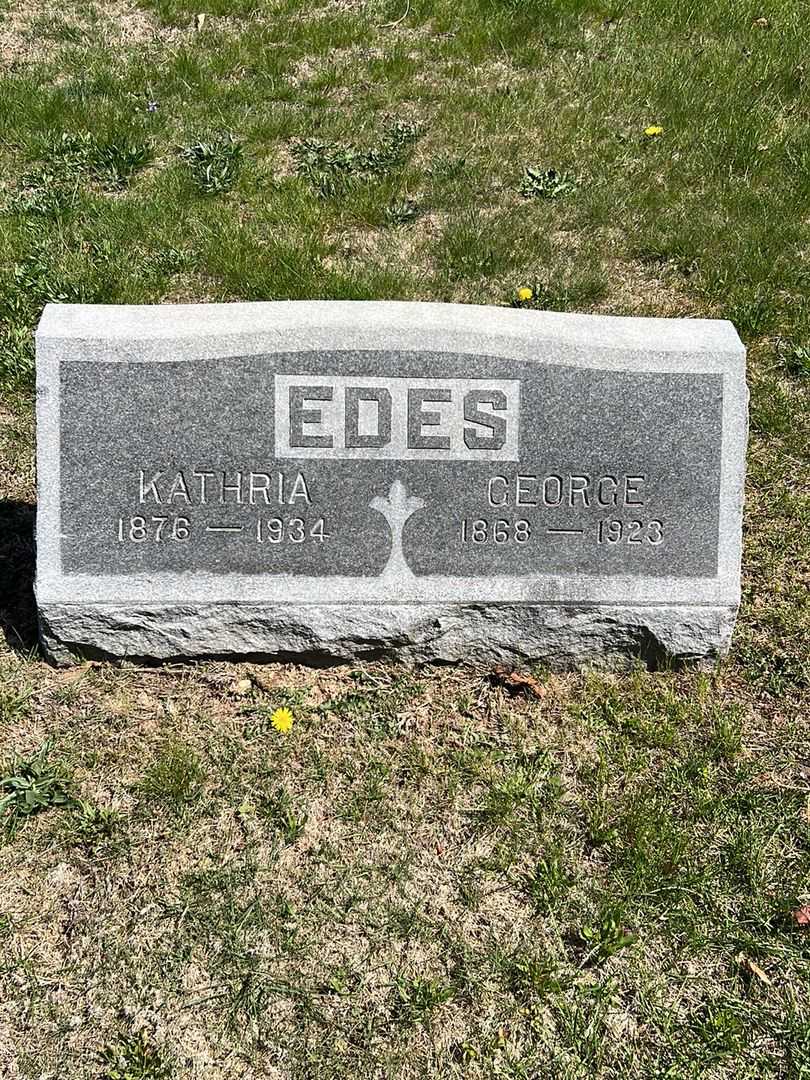 EDES
KATHRIA GEORGE
1876 — 1934 1868 — 1923